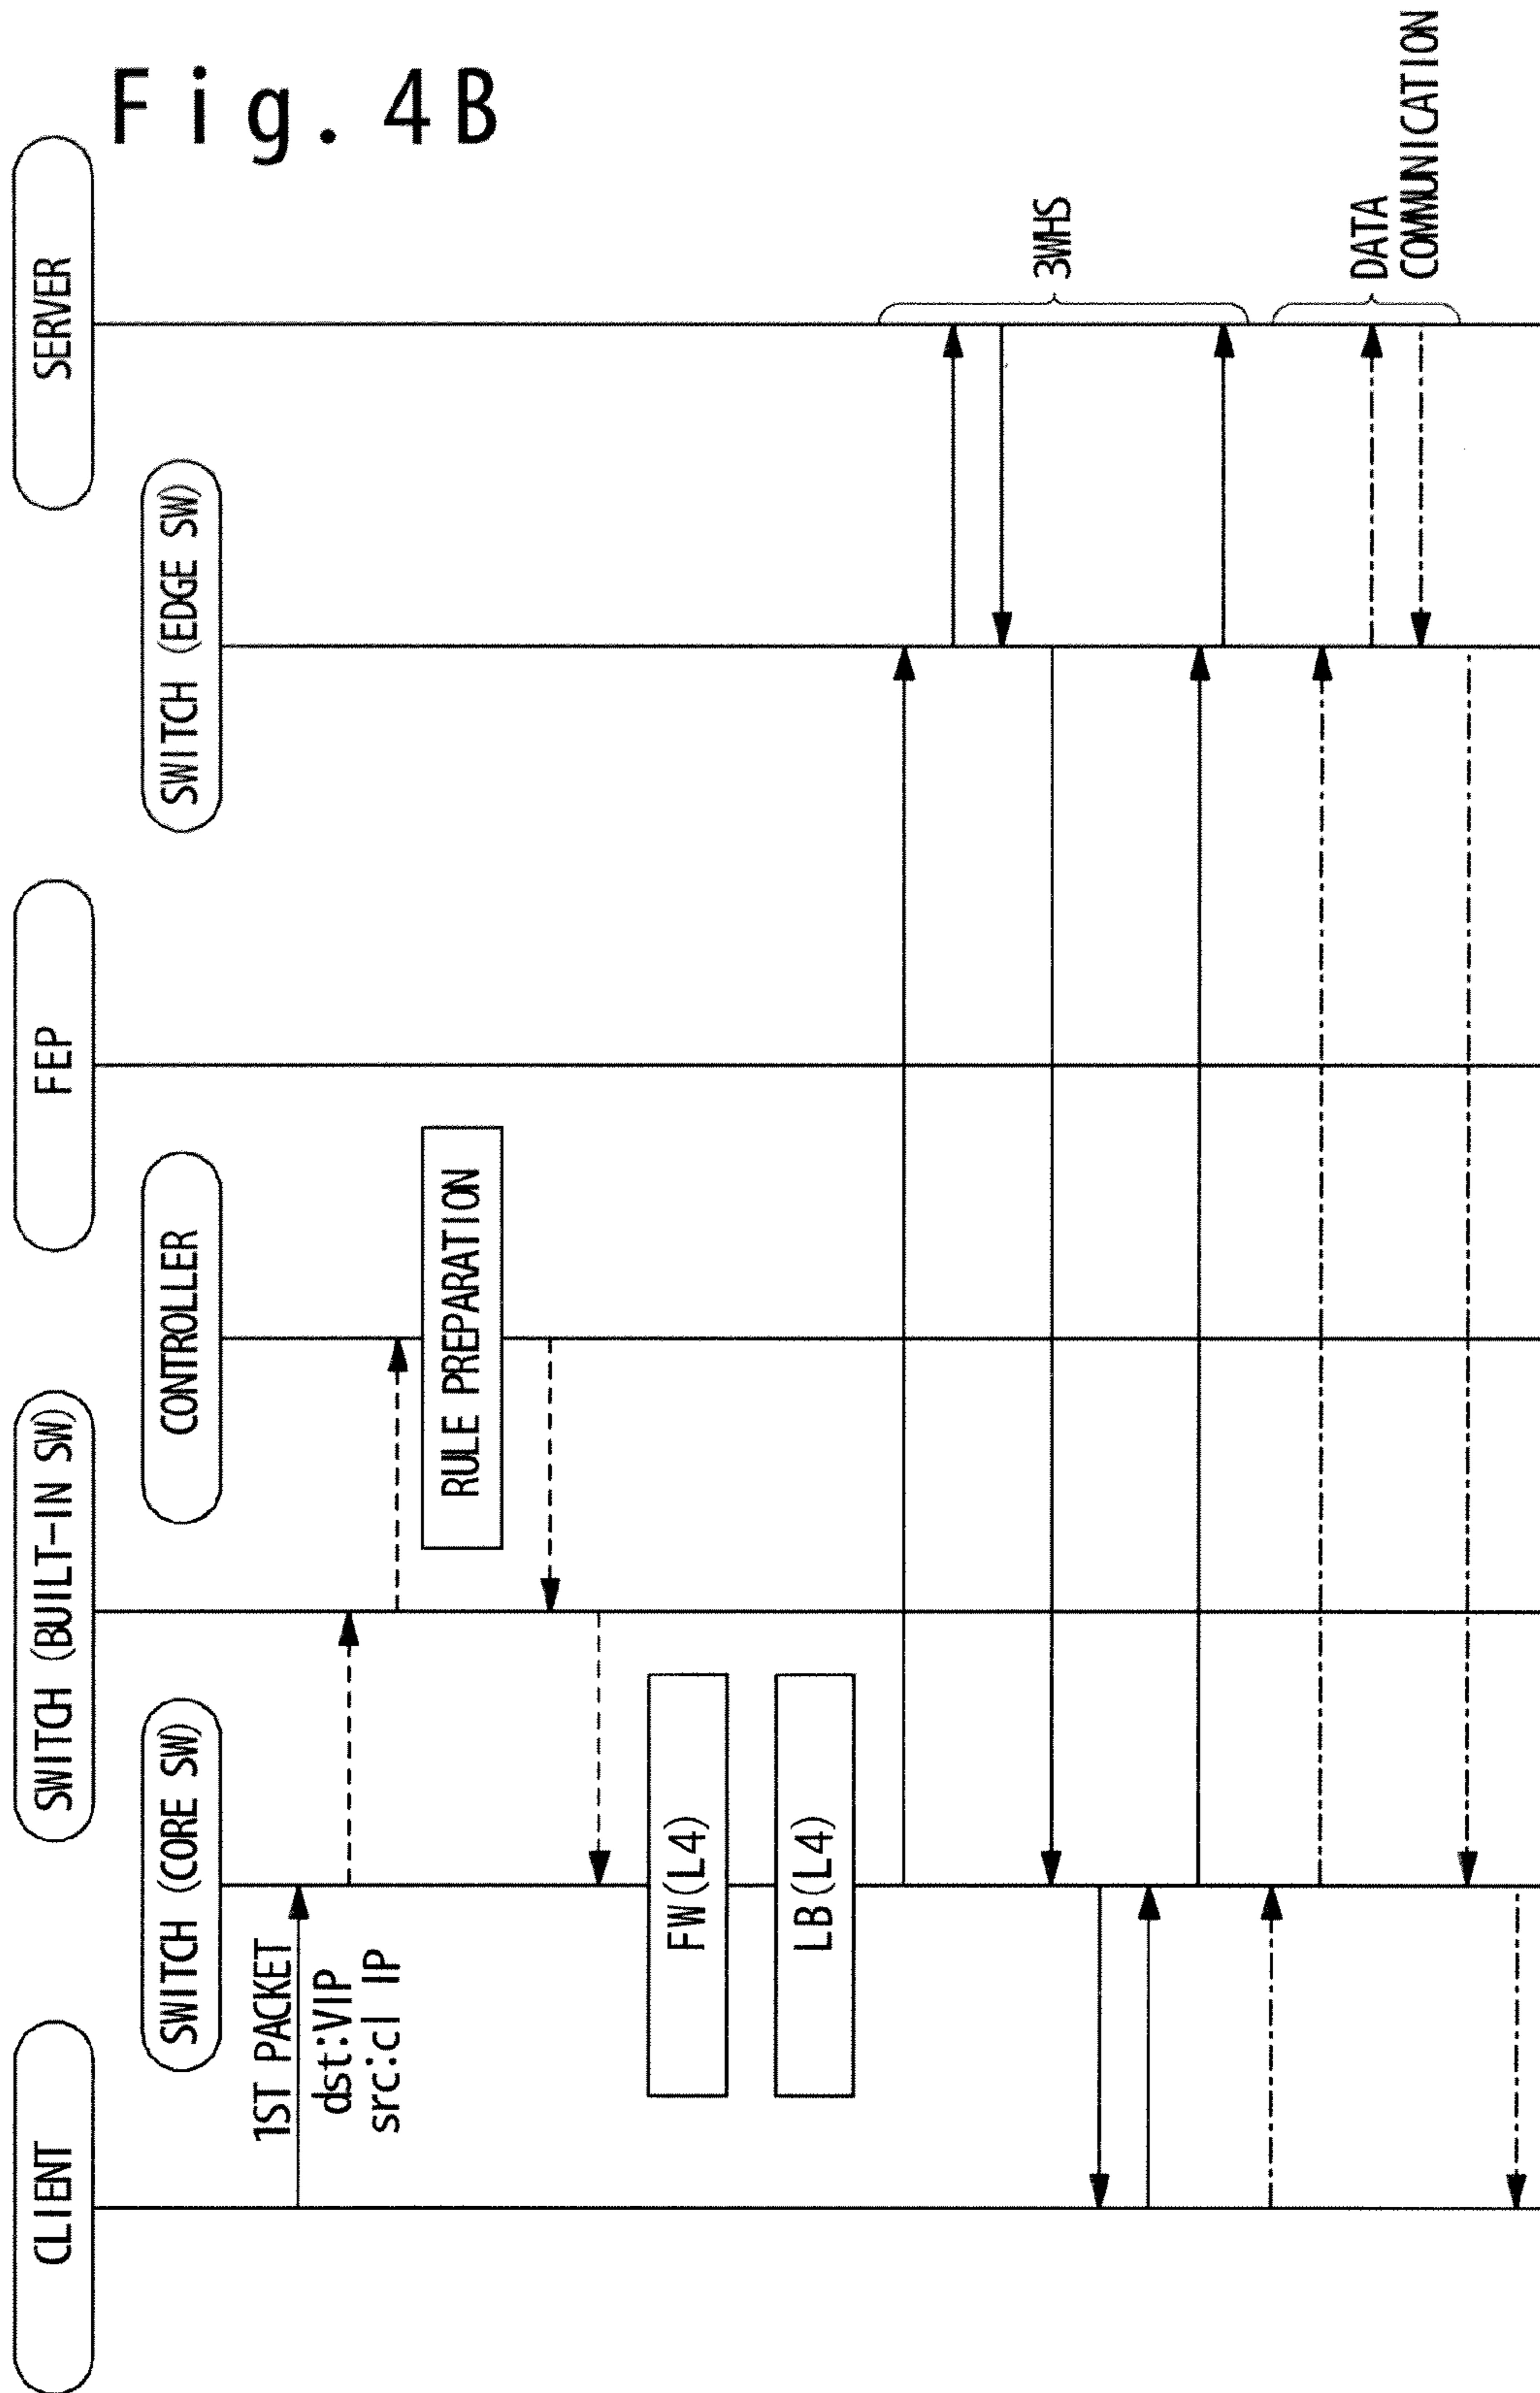 Fig. 4B
CLIENT
SWITCH (CORE SW)
SWITCH (BUILT-IN SW)
CONTROLLER
FEP
SWITCH (EDGE SW)
SERVER
1ST PACKET
dst:VIP
src:cl IP
RULE PREPARATION
FW(L4)
LB(L4)
3WHS
DATA
COMMUNICATION